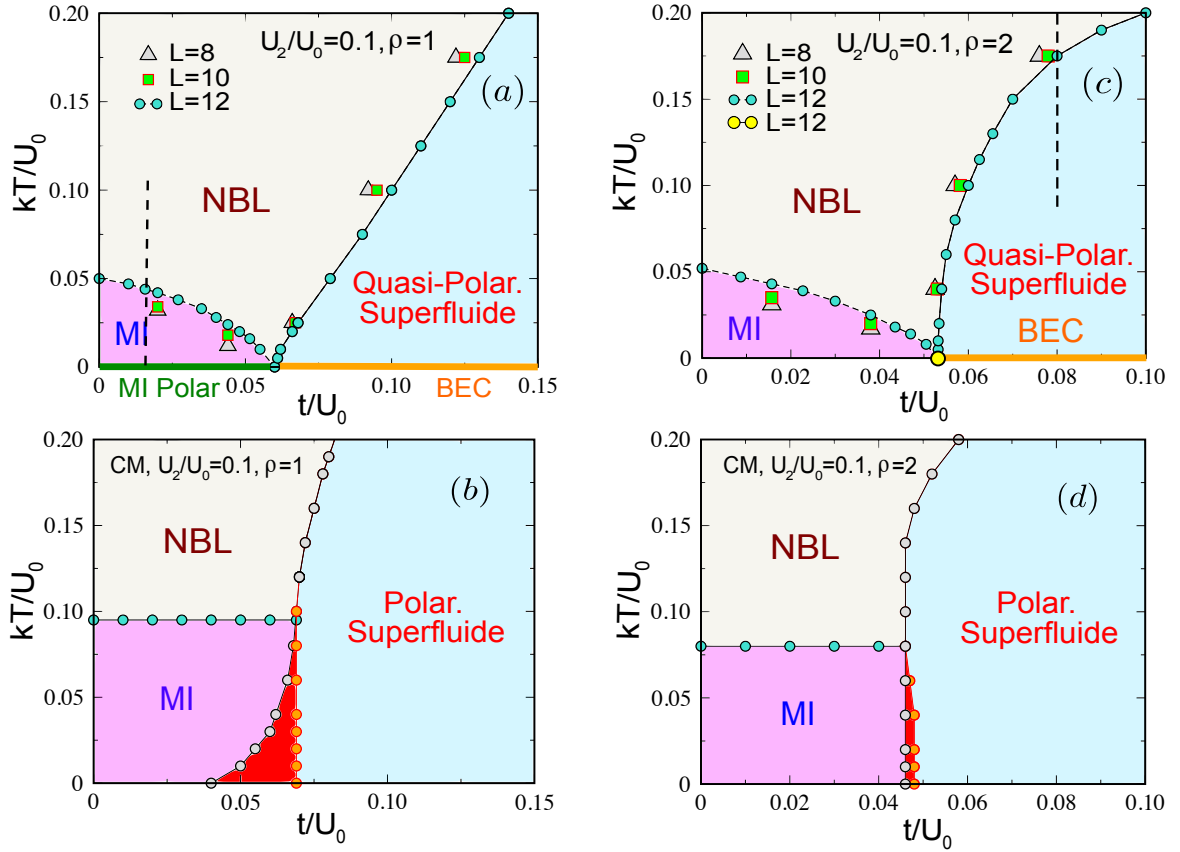 U₂/U₀=0.1, ρ=1
L=8
L=10
L=12
(a)
NBL
Quasi-Polar.
Superfluide
MI
MI Polar
BEC
kT/U₀
0.20
0.15
0.10
0.05
0
0
0.05
0.10
0.15
t/U₀
U₂/U₀=0.1, ρ=2
L=8
L=10
L=12
L=12
(c)
NBL
Quasi-Polar.
Superfluide
MI
BEC
kT/U₀
0.20
0.15
0.10
0.05
0
0.00
0.02
0.04
0.06
0.08
0.10
t/U₀
CM, U₂/U₀=0.1, ρ=1
(b)
NBL
Polar.
Superfluide
MI
kT/U₀
0.20
0.15
0.10
0.05
0
0
0.05
0.10
0.15
t/U₀
CM, U₂/U₀=0.1, ρ=2
(d)
NBL
Polar.
Superfluide
MI
kT/U₀
0.20
0.15
0.10
0.05
0
0.00
0.02
0.04
0.06
0.08
0.10
t/U₀